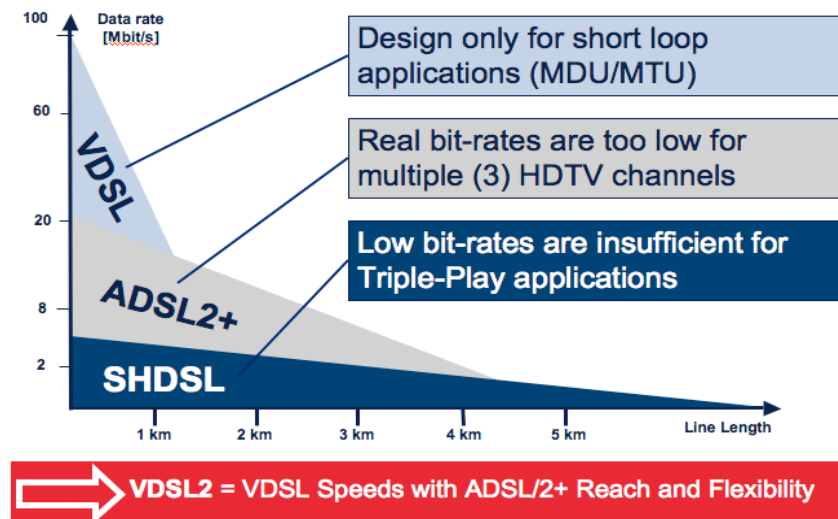 100
Data rate
[Mbit/s]
60
20
8
2
VDSL
ADSL2+
SHDSL
Design only for short loop
applications (MDU/MTU)
Real bit-rates are too low for
multiple (3) HDTV channels
Low bit-rates are insufficient for
Triple-Play applications
1 km
2 km
3 km
4 km
5 km
Line Length
VDSL2 = VDSL Speeds with ADSL/2+ Reach and Flexibility